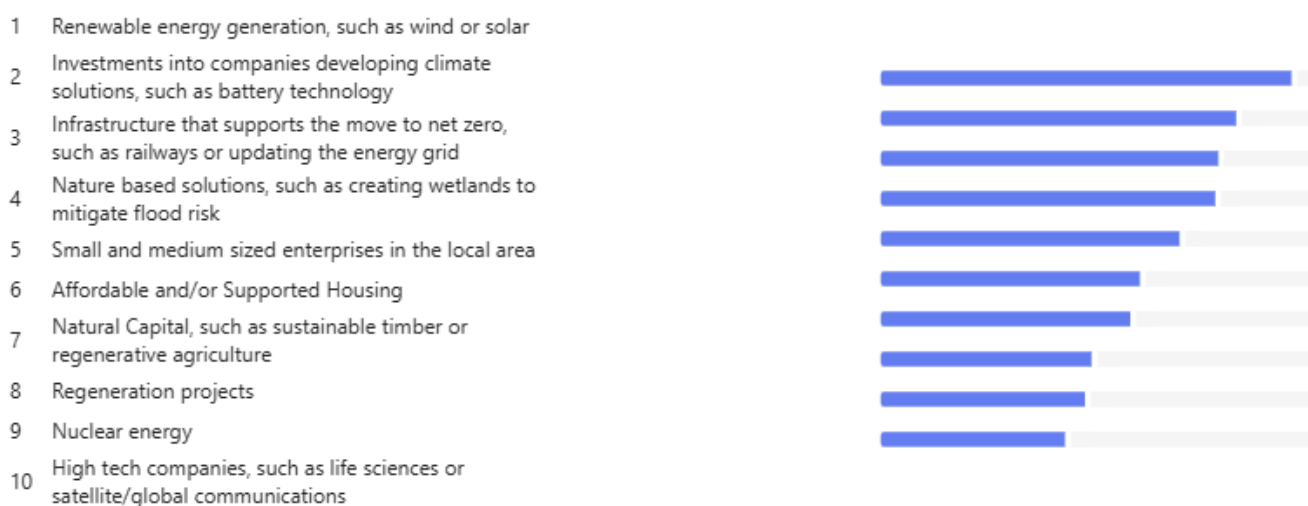 1 Renewable energy generation, such as wind or solar
2 Investments into companies developing climate
solutions, such as battery technology
3 Infrastructure that supports the move to net zero,
such as railways or updating the energy grid
4 Nature based solutions, such as creating wetlands to
mitigate flood risk
5 Small and medium sized enterprises in the local area
6 Affordable and/or Supported Housing
7 Natural Capital, such as sustainable timber or
regenerative agriculture
8 Regeneration projects
9 Nuclear energy
10 High tech companies, such as life sciences or
satellite/global communications